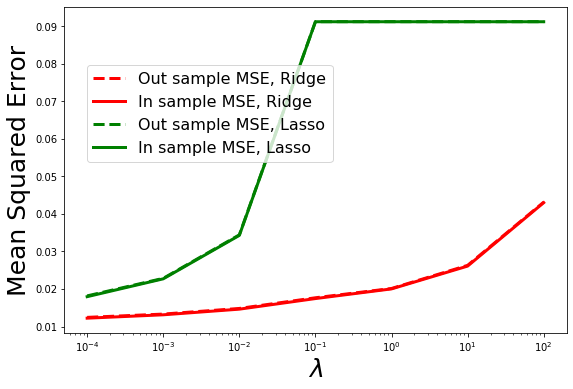 Mean Squared Error
0.09
0.08
0.07
0.06
0.05
0.04
0.03
0.02
0.01
Out sample MSE, Ridge
In sample MSE, Ridge
Out sample MSE, Lasso
In sample MSE, Lasso
10⁻⁴ 10⁻³ 10⁻² 10⁻¹ 10⁰ 10¹ 10²
λ